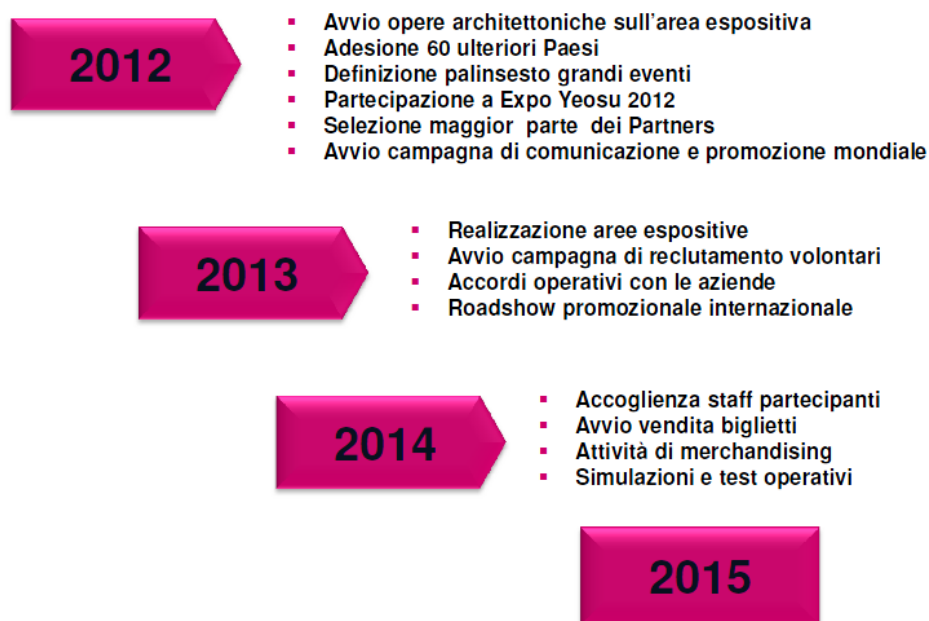 2012
Avvio opere architettoniche sull'area espositiva
Adesione 60 ulteriori Paesi
Definizione palinsesto grandi eventi
Partecipazione a Expo Yeosu 2012
Selezione maggior parte dei Partners
Avvio campagna di comunicazione e promozione mondiale
2013
Realizzazione aree espositive
Avvio campagna di reclutamento volontari
Accordi operativi con le aziende
Roadshow promozionale internazionale
2014
Accoglienza staff partecipanti
Avvio vendita biglietti
Attività di merchandising
Simulazioni e test operativi
2015